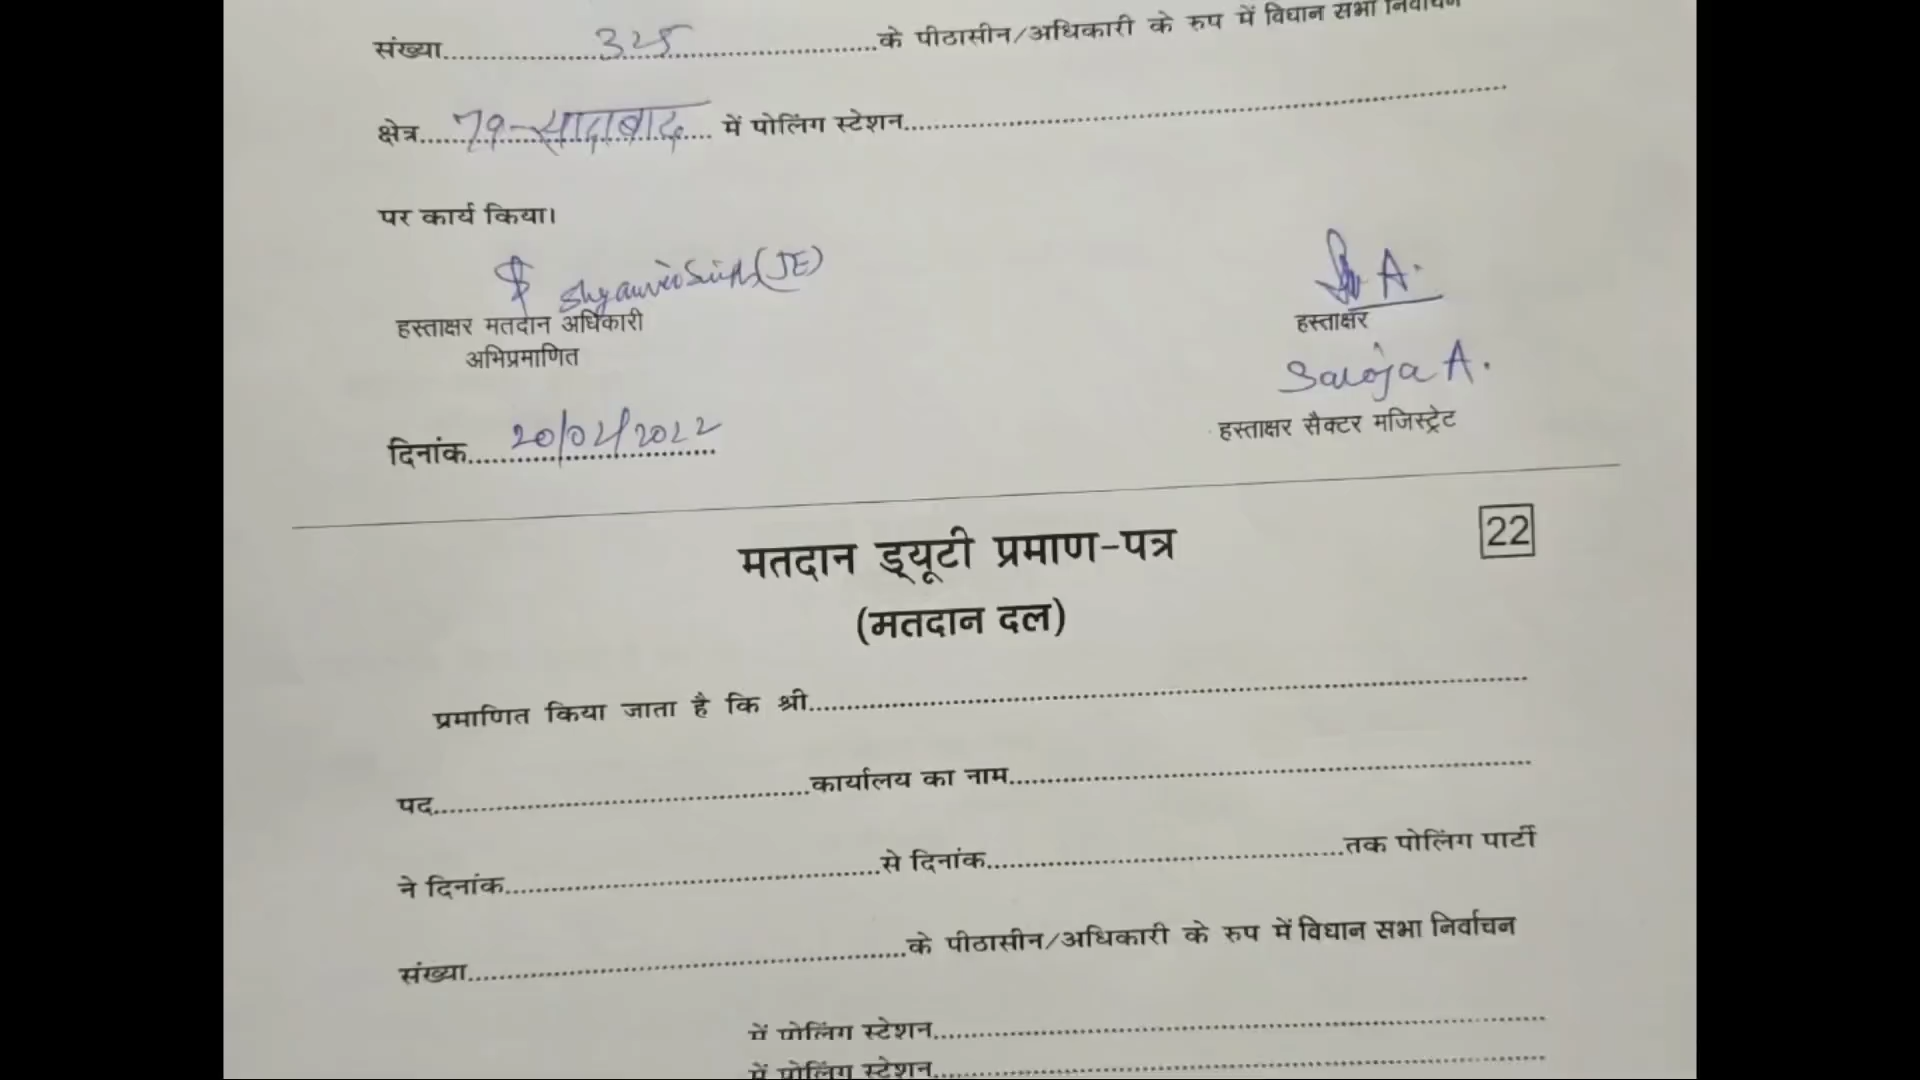 संख्या.......325.......के पीठासीन/अधिकारी के रुप में विधान सभा निर्वाचन
क्षेत्र....79-सादाबाद.... में पोलिंग स्टेशन..............
पर कार्य किया।
(JE)
A.
हस्ताक्षर मतदान अधिकारी
हस्ताक्षर
अभिप्रमाणित
Saroja A.
हस्ताक्षर सैक्टर मजिस्ट्रेट
दिनांक....20/02/2022
22
मतदान ड्यूटी प्रमाण-पत्र
(मतदान दल)
प्रमाणित किया जाता है कि श्री..............
पद..............कार्यालय का नाम..............
ने दिनांक..............से दिनांक..............तक पोलिंग पार्टी
संख्या..............के पीठासीन/अधिकारी के रुप में विधान सभा निर्वाचन
में पोलिंग स्टेशन..............
में पोलिंग स्टेशन..............